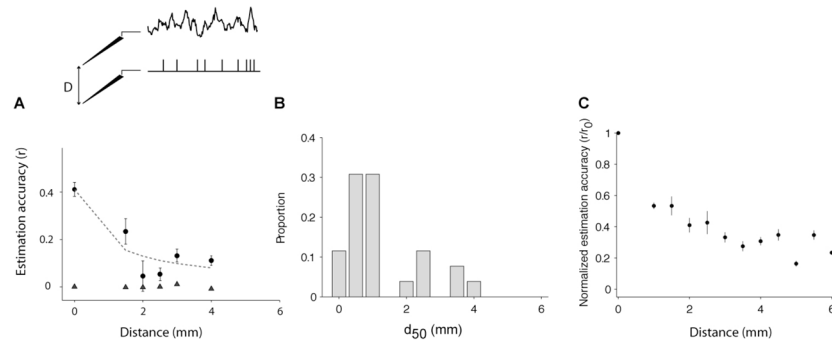 D
A
B
C
Estimation accuracy (r)
0.4
0.2
0
0
2
4
6
Distance (mm)
Proportion
0.4
0.3
0.2
0.1
0
0
2
4
6
d50 (mm)
Normalized estimation accuracy (r/r0)
1
0.8
0.6
0.4
0.2
0
0
2
4
6
Distance (mm)